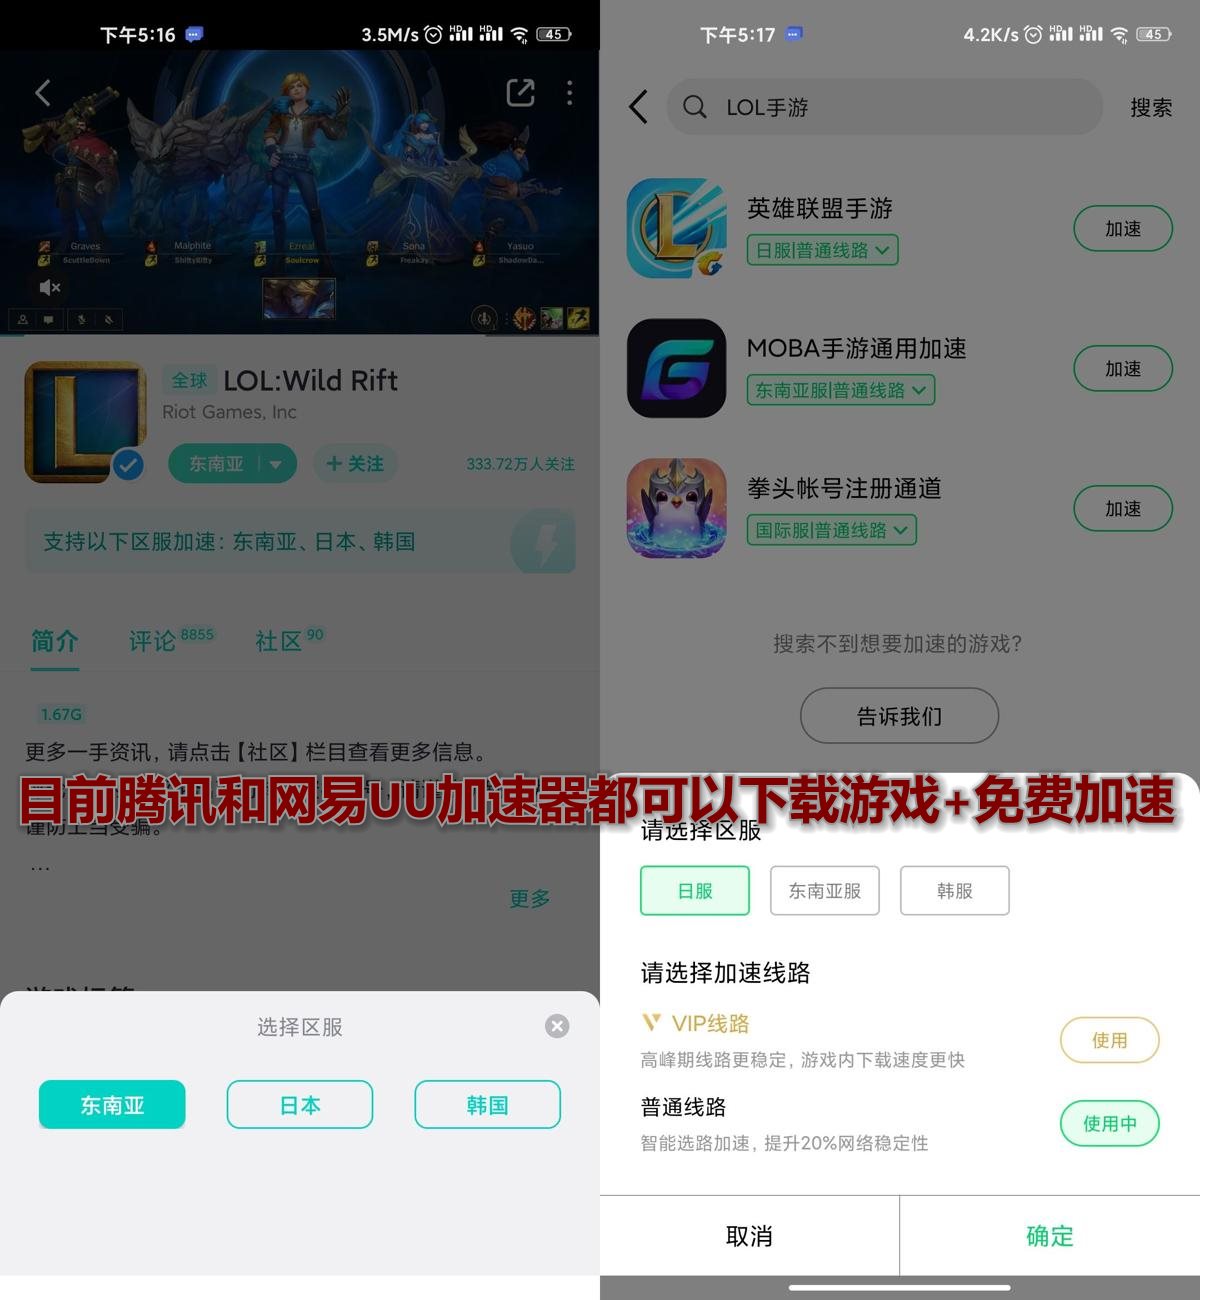 下午5:16
3.5M/s
45
Graves
ScuttleDown
Malphite
ShiftyRitty
Ezreal
Soulcrow
Sona
Freakay
Yasuo
ShadowDa...
全球 LOL:Wild Rift
Riot Games, Inc
东南亚
+ 关注
333.72万人关注
支持以下区服加速：东南亚、日本、韩国
简介
评论 8855
社区 90
1.67G
更多一手资讯，请点击【社区】栏目查看更多信息。
谨防上当受骗。
...
更多
选择区服
东南亚
日本
韩国
下午5:17
4.2K/s
45
LOL手游
搜索
英雄联盟手游
日服|普通线路
加速
MOBA手游通用加速
东南亚服|普通线路
加速
拳头帐号注册通道
国际服|普通线路
加速
搜索不到想要加速的游戏？
告诉我们
目前腾讯和网易UU加速器都可以下载游戏+免费加速
请选择区服
日服
东南亚服
韩服
请选择加速线路
VIP线路
高峰期线路更稳定，游戏内下载速度更快
使用
普通线路
智能选路加速，提升20%网络稳定性
使用中
取消
确定